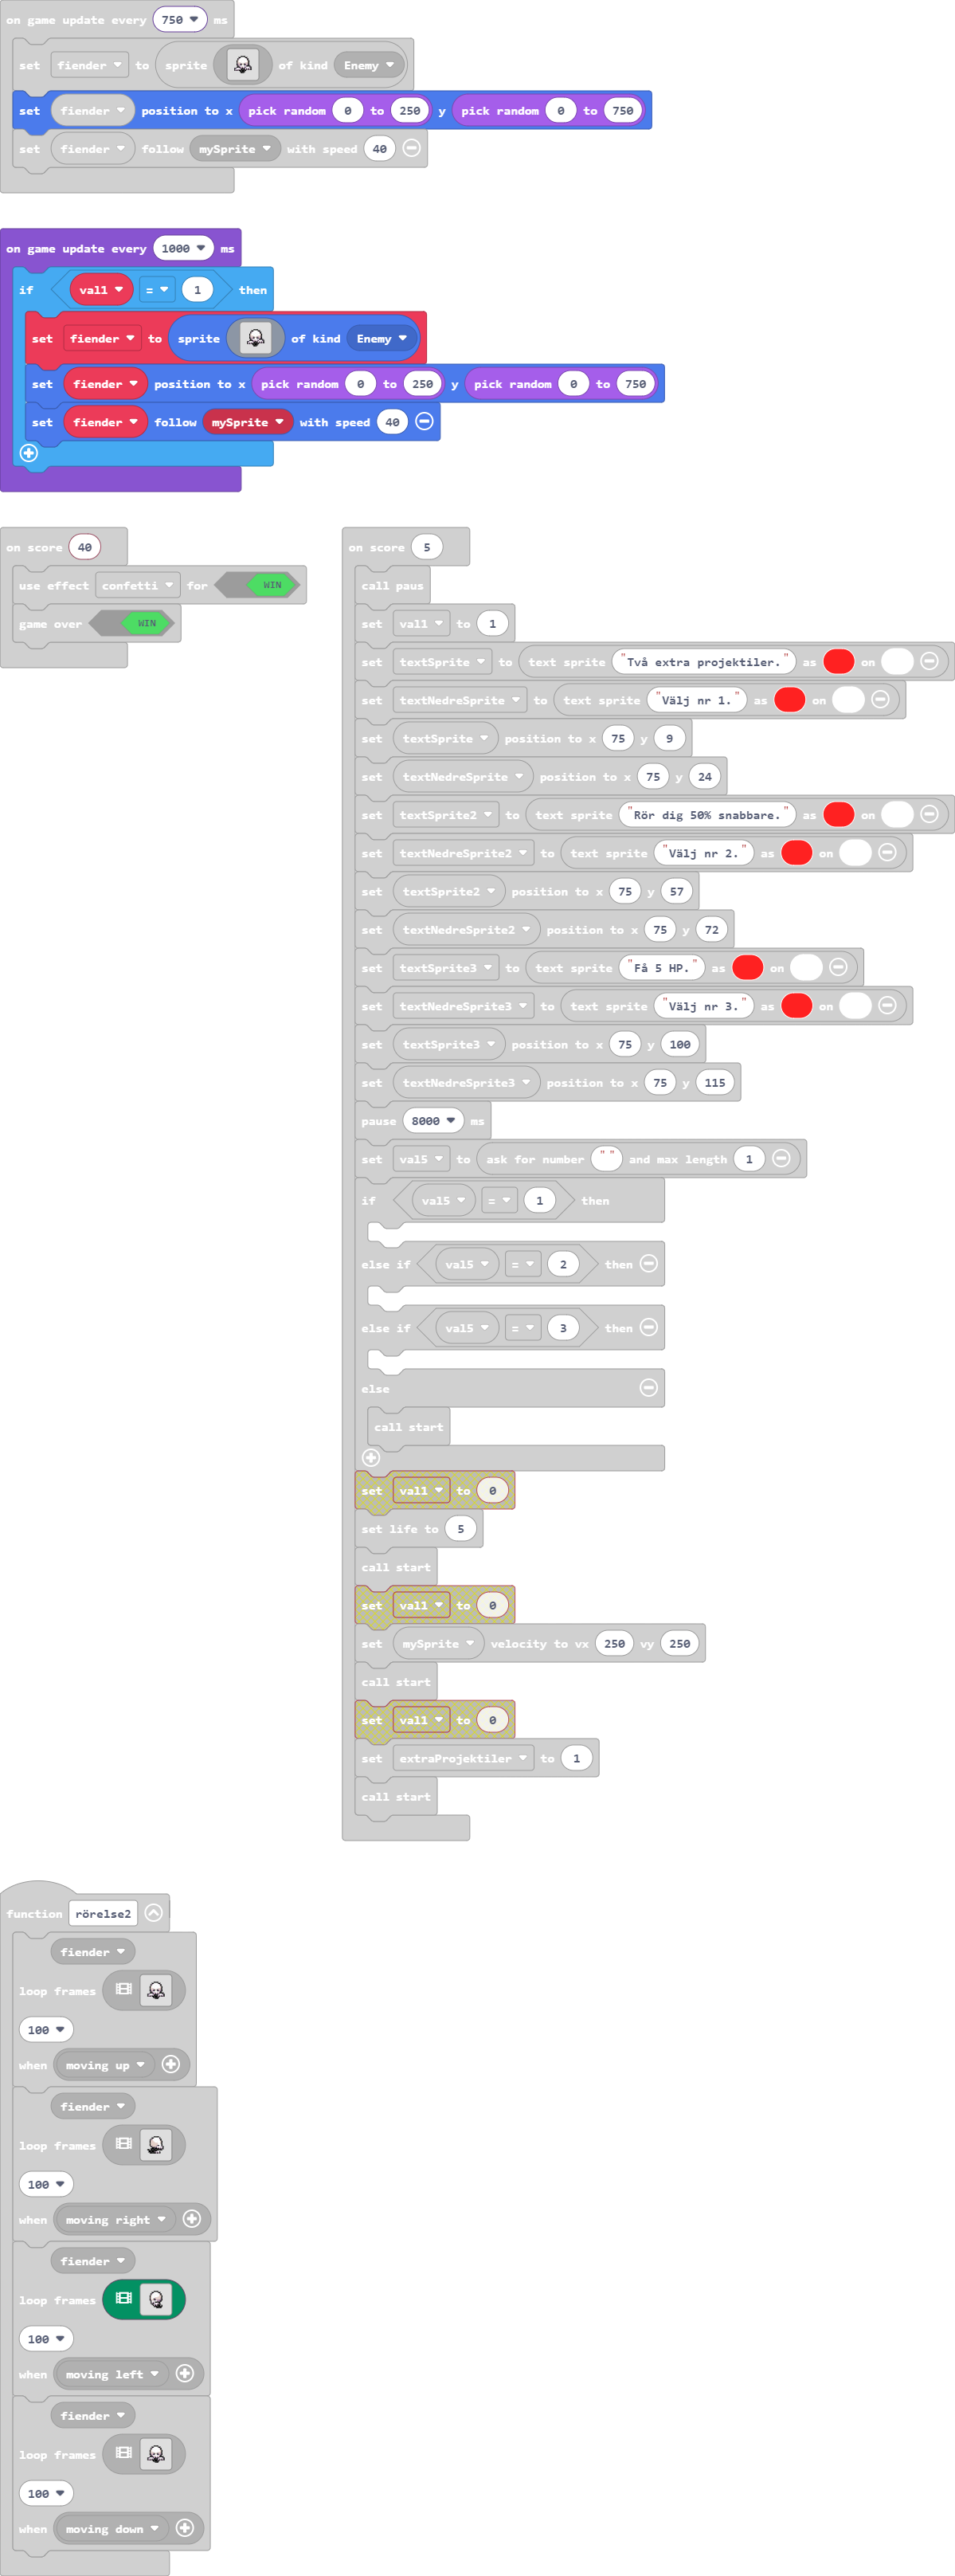 on game update every 750 ms
set fiender to sprite of kind Enemy
set fiender position to x pick random 0 to 250 y pick random 0 to 750
set fiender follow mySprite with speed 40
on game update every 1000 ms
if val1 = 1 then
set fiender to sprite of kind Enemy
set fiender position to x pick random 0 to 250 y pick random 0 to 750
set fiender follow mySprite with speed 40
on score 40
use effect confetti for WIN
game over WIN
on score 5
call paus
set val1 to 1
set textSprite to text sprite "Två extra projektiler." as on
set textNedreSprite to text sprite "Välj nr 1." as on
set textSprite position to x 75 y 9
set textNedreSprite position to x 75 y 24
set textSprite2 to text sprite "Rör dig 50% snabbare." as on
set textNedreSprite2 to text sprite "Välj nr 2." as on
set textSprite2 position to x 75 y 57
set textNedreSprite2 position to x 75 y 72
set textSprite3 to text sprite "Få 5 HP." as on
set textNedreSprite3 to text sprite "Välj nr 3." as on
set textSprite3 position to x 75 y 100
set textNedreSprite3 position to x 75 y 115
pause 8000 ms
set val5 to ask for number "" and max length 1
if val5 = 1 then
else if val5 = 2 then
else if val5 = 3 then
else
call start
set val1 to 0
set life to 5
call start
set val1 to 0
set mySprite velocity to vx 250 vy 250
call start
set val1 to 0
set extraProjektiler to 1
call start
function rörelse2
fiender
loop frames
100
when moving up
fiender
loop frames
100
when moving right
fiender
loop frames
100
when moving left
fiender
loop frames
100
when moving down